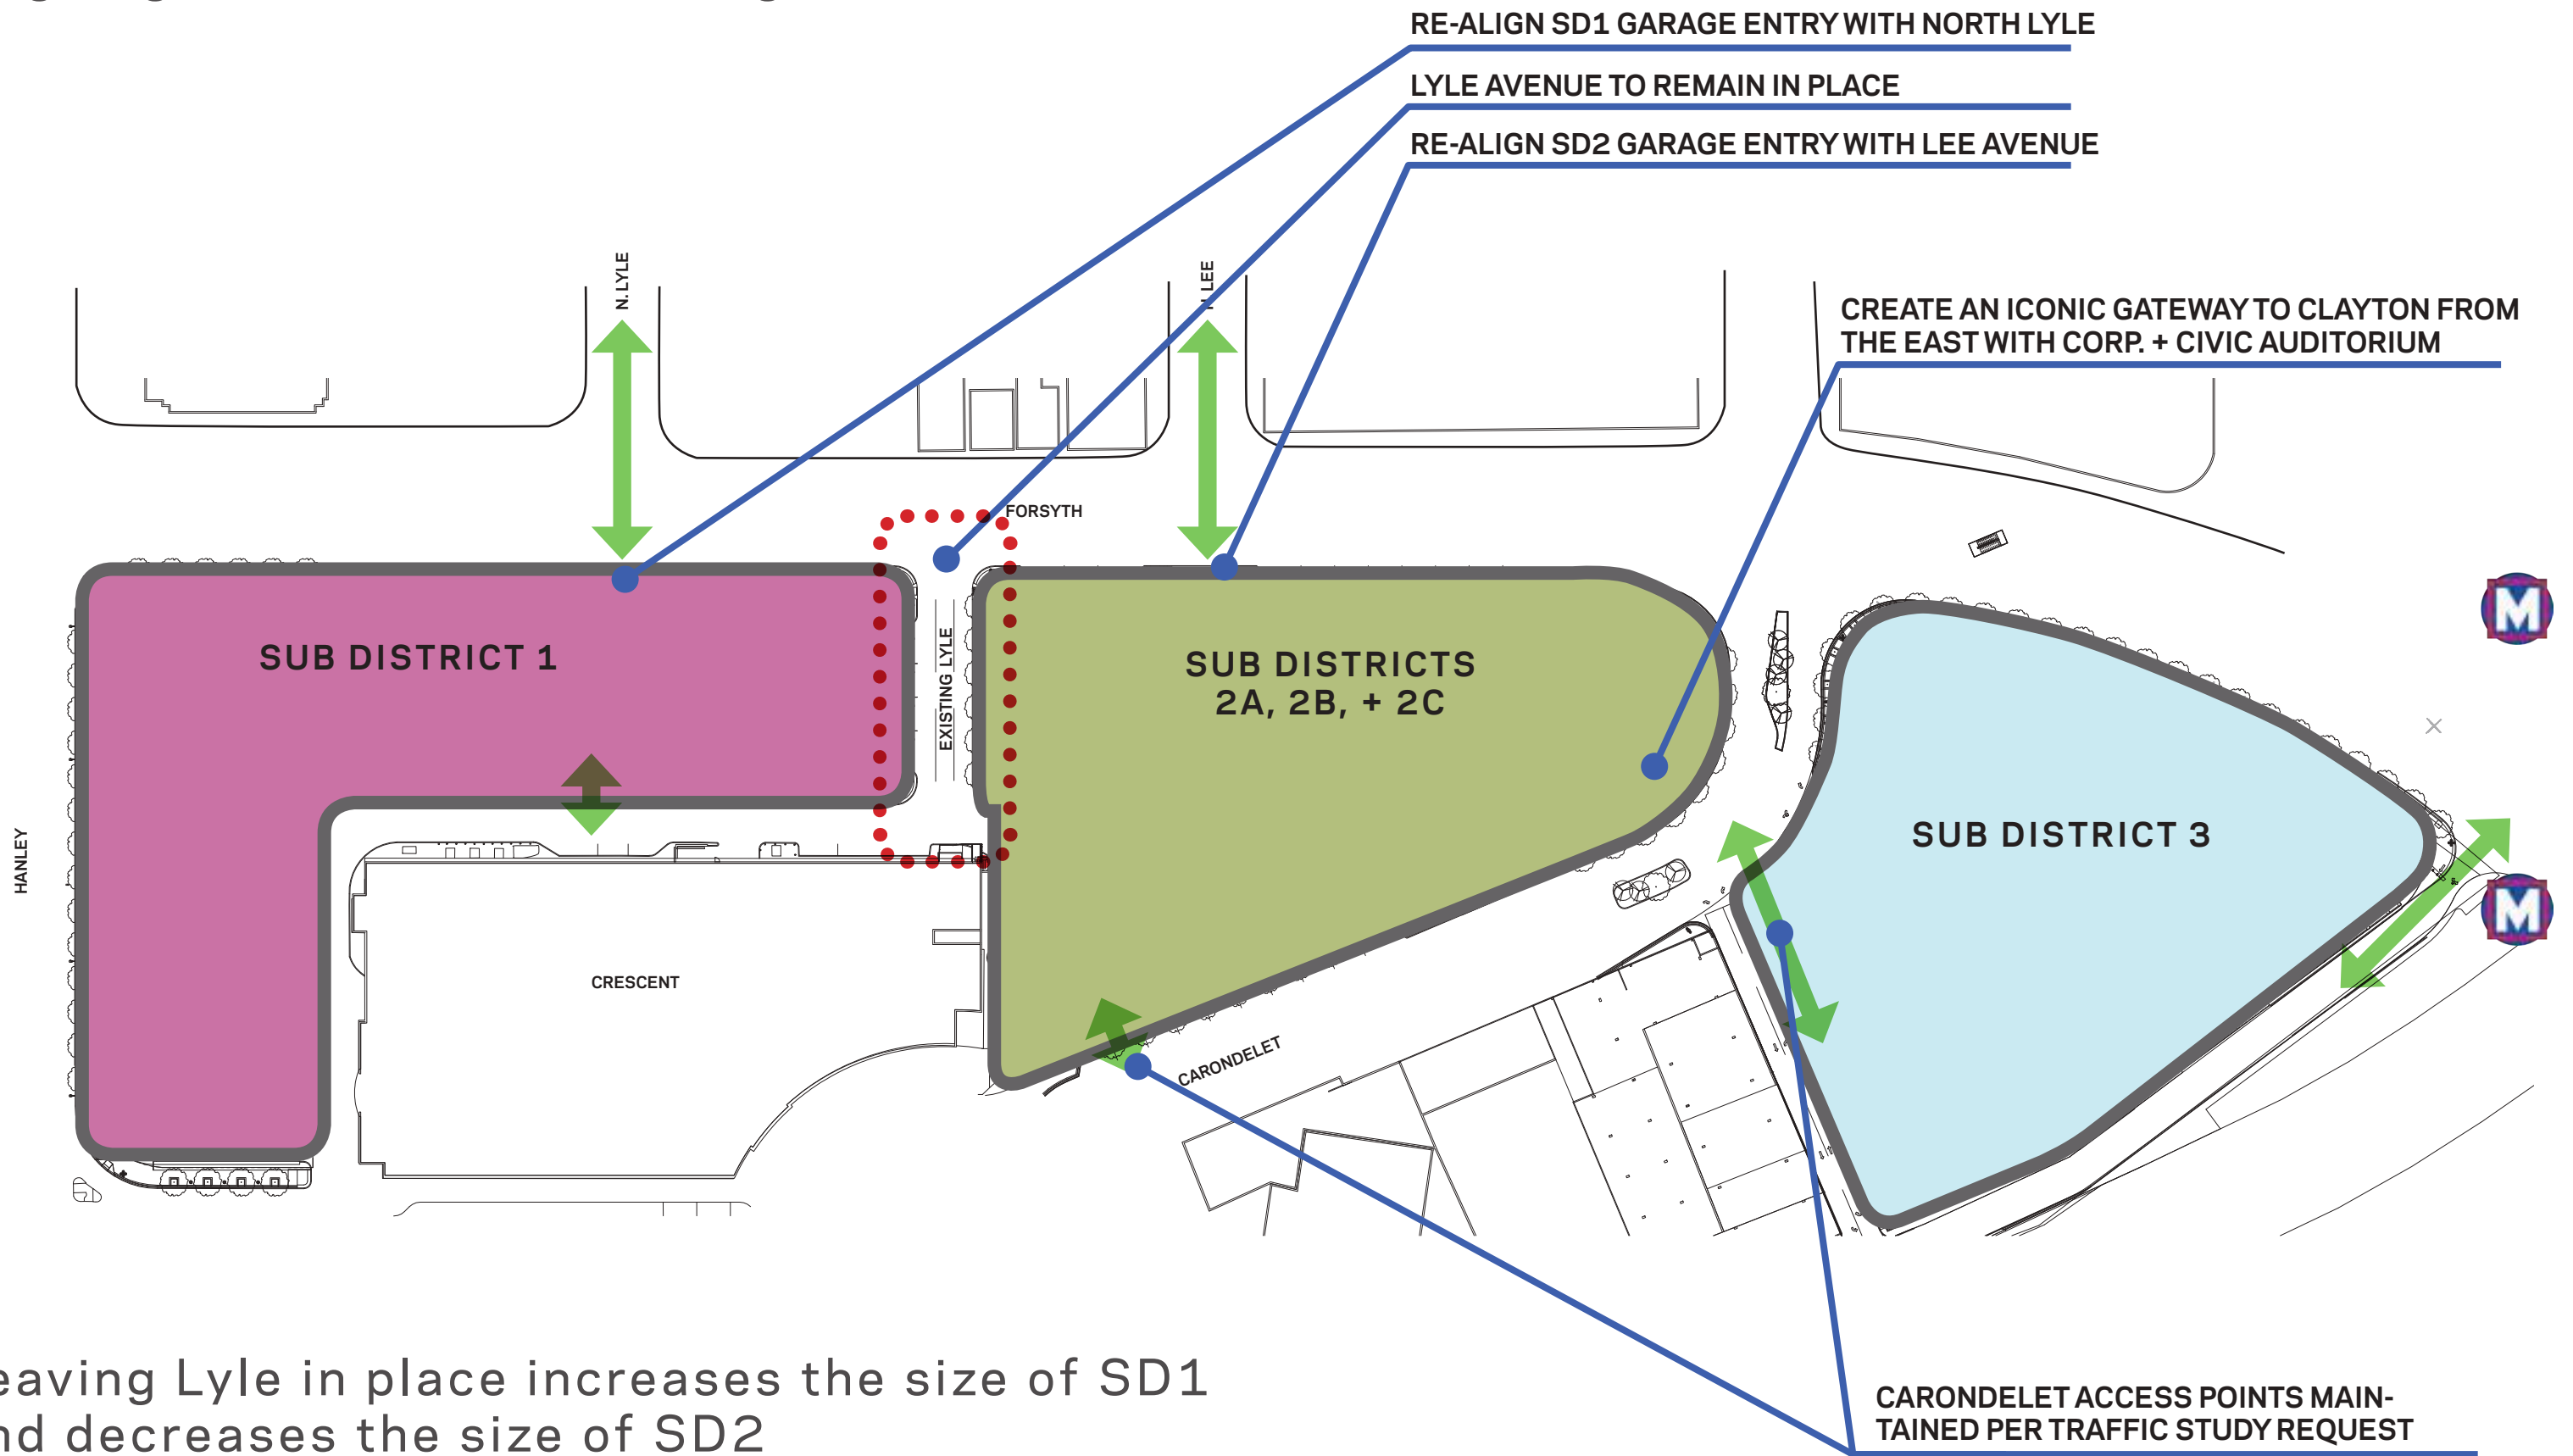 RE-ALIGN SD1 GARAGE ENTRY WITH NORTH LYLE
LYLE AVENUE TO REMAIN IN PLACE
RE-ALIGN SD2 GARAGE ENTRY WITH LEE AVENUE
N. LYLE
LEE
CREATE AN ICONIC GATEWAY TO CLAYTON FROM
THE EAST WITH CORP. + CIVIC AUDITORIUM
FORSYTH
M
SUB DISTRICT 1
EXISTING LYLE
SUB DISTRICTS
2A, 2B, + 2C
SUB DISTRICT 3
HANLEY
M
CRESCENT
CARONDELET
eaving Lyle in place increases the size of SD1
nd decreases the size of SD2
CARONDELET ACCESS POINTS MAIN-
TAINED PER TRAFFIC STUDY REQUEST